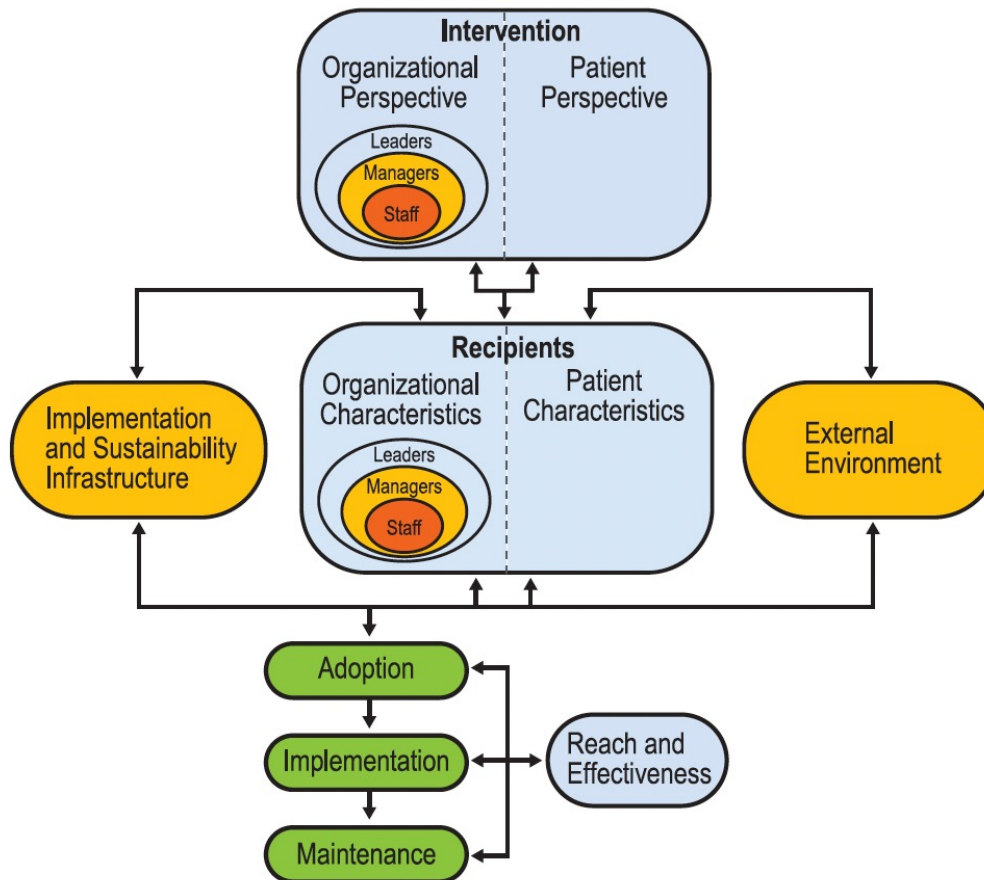 Intervention
Organizational
Perspective
Patient
Perspective
Leaders
Managers
Staff
Recipients
Organizational
Characteristics
Patient
Characteristics
Leaders
Managers
Staff
Implementation
and Sustainability
Infrastructure
External
Environment
Adoption
Implementation
Maintenance
Reach and
Effectiveness